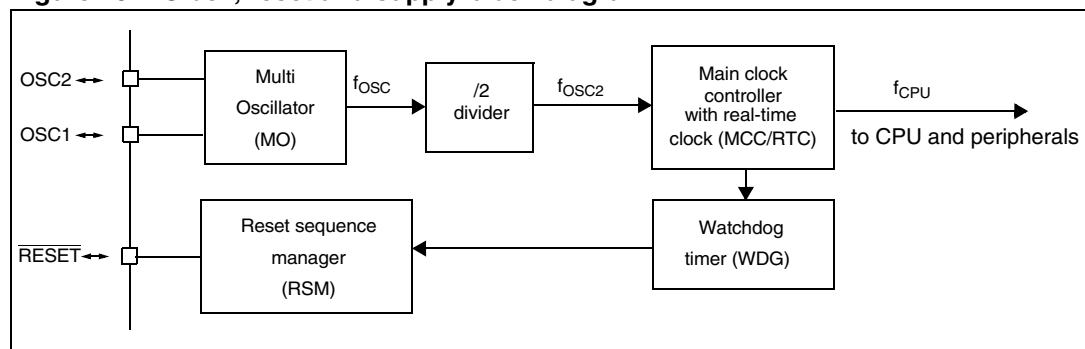 OSC2
OSC1
Multi
Oscillator
(MO)
fOSC
/2
divider
fOSC2
Main clock
controller
with real-time
clock (MCC/RTC)
fCPU
to CPU and peripherals
RESET
Reset sequence
manager
(RSM)
Watchdog
timer (WDG)